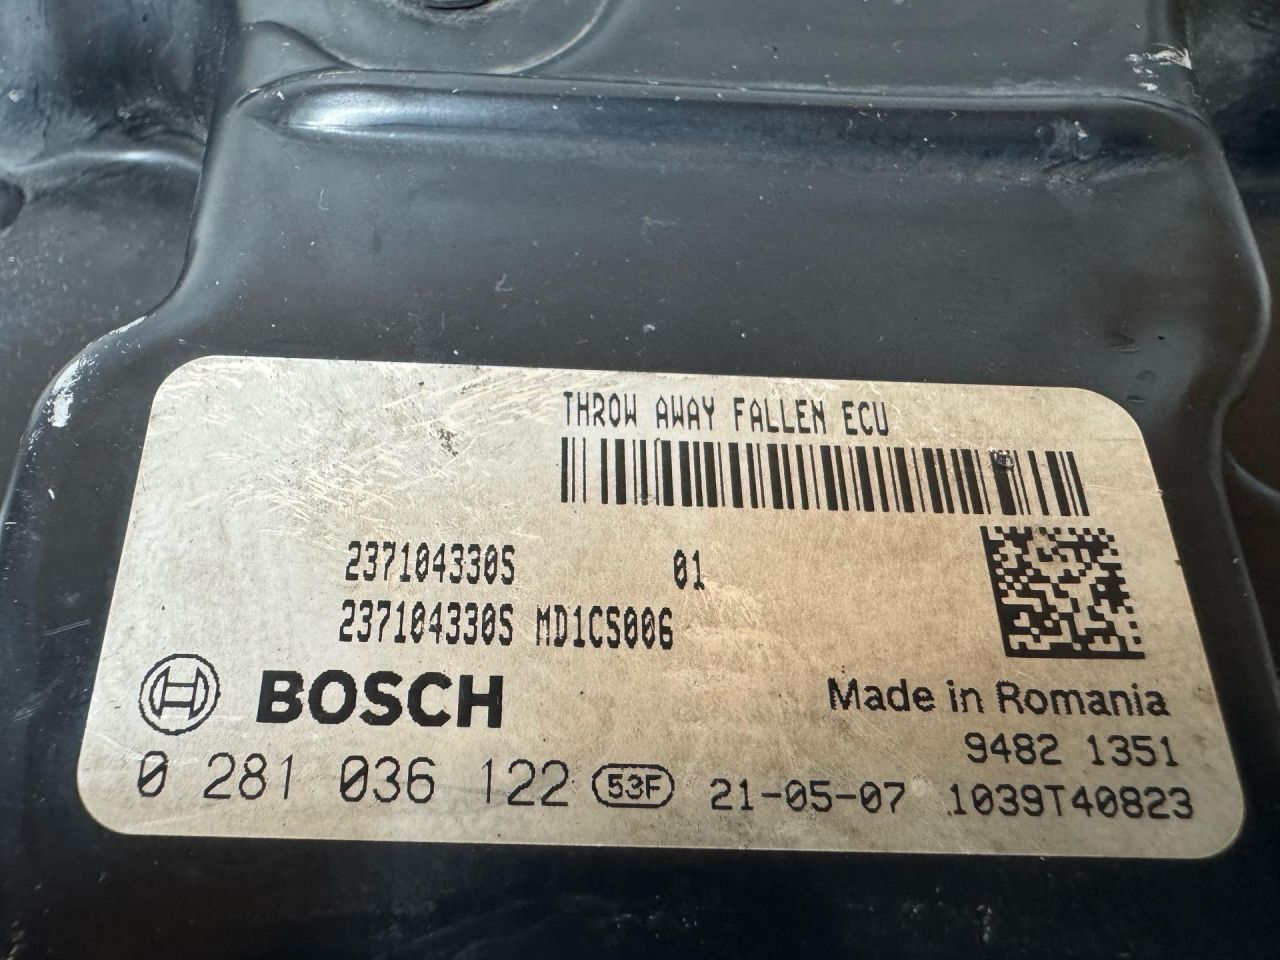 THROW AWAY FALLEN ECU
237104330S 01
237104330S MD1CS006
BOSCH
Made in Romania
9482 1351
0 281 036 122 53F 21-05-07 1039T40823